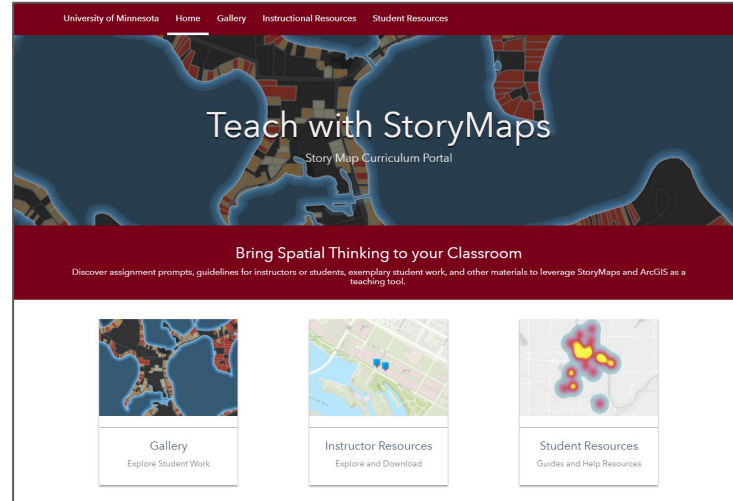 University of Minnesota Home Gallery Instructional Resources Student Resources
Teach with StoryMaps
Story Map Curriculum Portal
Bring Spatial Thinking to your Classroom
Discover assignment prompts, guidelines for instructors or students, exemplary student work, and other materials to leverage StoryMaps and ArcGIS as a
teaching tool.
Gallery
Explore Student Work
Instructor Resources
Explore and Download
Student Resources
Guides and Help Resources